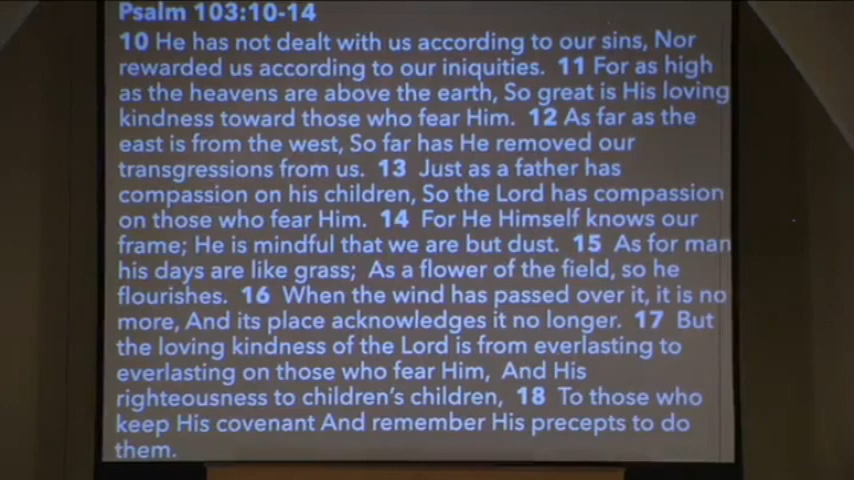 Psalm 103:10-14
10 He has not dealt with us according to our sins, Nor
rewarded us according to our iniquities. 11 For as high
as the heavens are above the earth, So great is His loving
kindness toward those who fear Him. 12 As far as the
east is from the west, So far has He removed our
transgressions from us. 13 Just as a father has
compassion on his children, So the Lord has compassion
on those who fear Him. 14 For He Himself knows our
frame; He is mindful that we are but dust. 15 As for man
his days are like grass; As a flower of the field, so he
flourishes. 16 When the wind has passed over it, it is no
more, And its place acknowledges it no longer. 17 But
the loving kindness of the Lord is from everlasting to
everlasting on those who fear Him, And His
righteousness to children's children, 18 To those who
keep His covenant And remember His precepts to do
them.